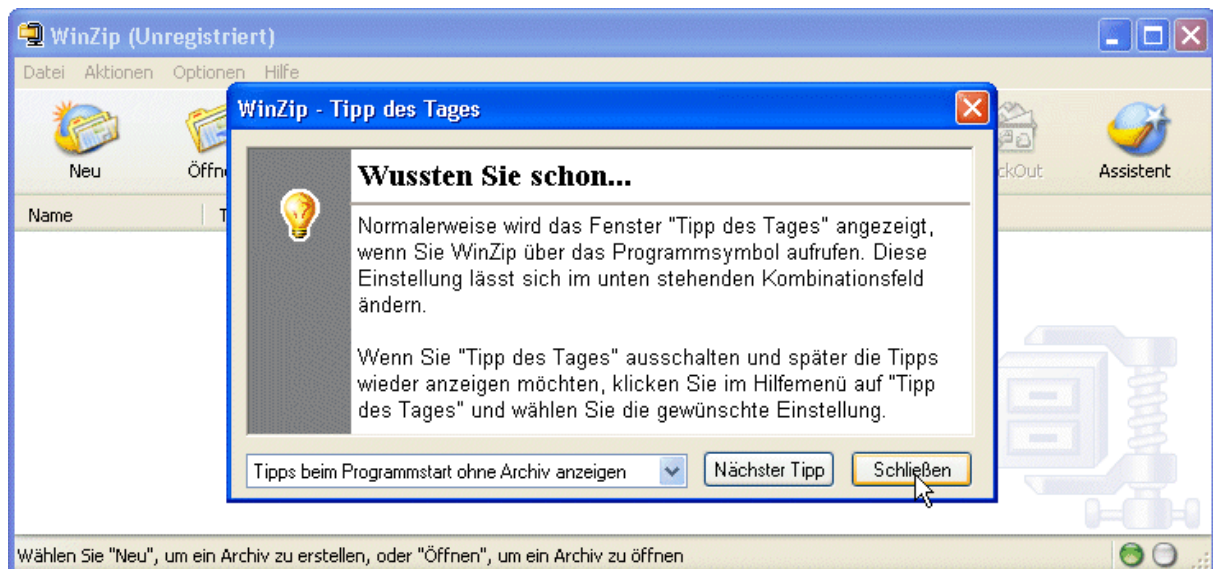 WinZip (Unregistriert)
Datei Aktionen Optionen Hilfe
WinZip - Tipp des Tages
Neu
Assistent
Name
Wussten Sie schon...
Normalerweise wird das Fenster "Tipp des Tages" angezeigt,
wenn Sie WinZip über das Programmsymbol aufrufen. Diese
Einstellung lässt sich im unten stehenden Kombinationsfeld
ändern.
Wenn Sie "Tipp des Tages" ausschalten und später die Tipps
wieder anzeigen möchten, klicken Sie im Hilfemenü auf "Tipp
des Tages" und wählen Sie die gewünschte Einstellung.
Tipps beim Programmstart ohne Archiv anzeigen Nächster Tipp Schließen
Wählen Sie "Neu", um ein Archiv zu erstellen, oder "Öffnen", um ein Archiv zu öffnen